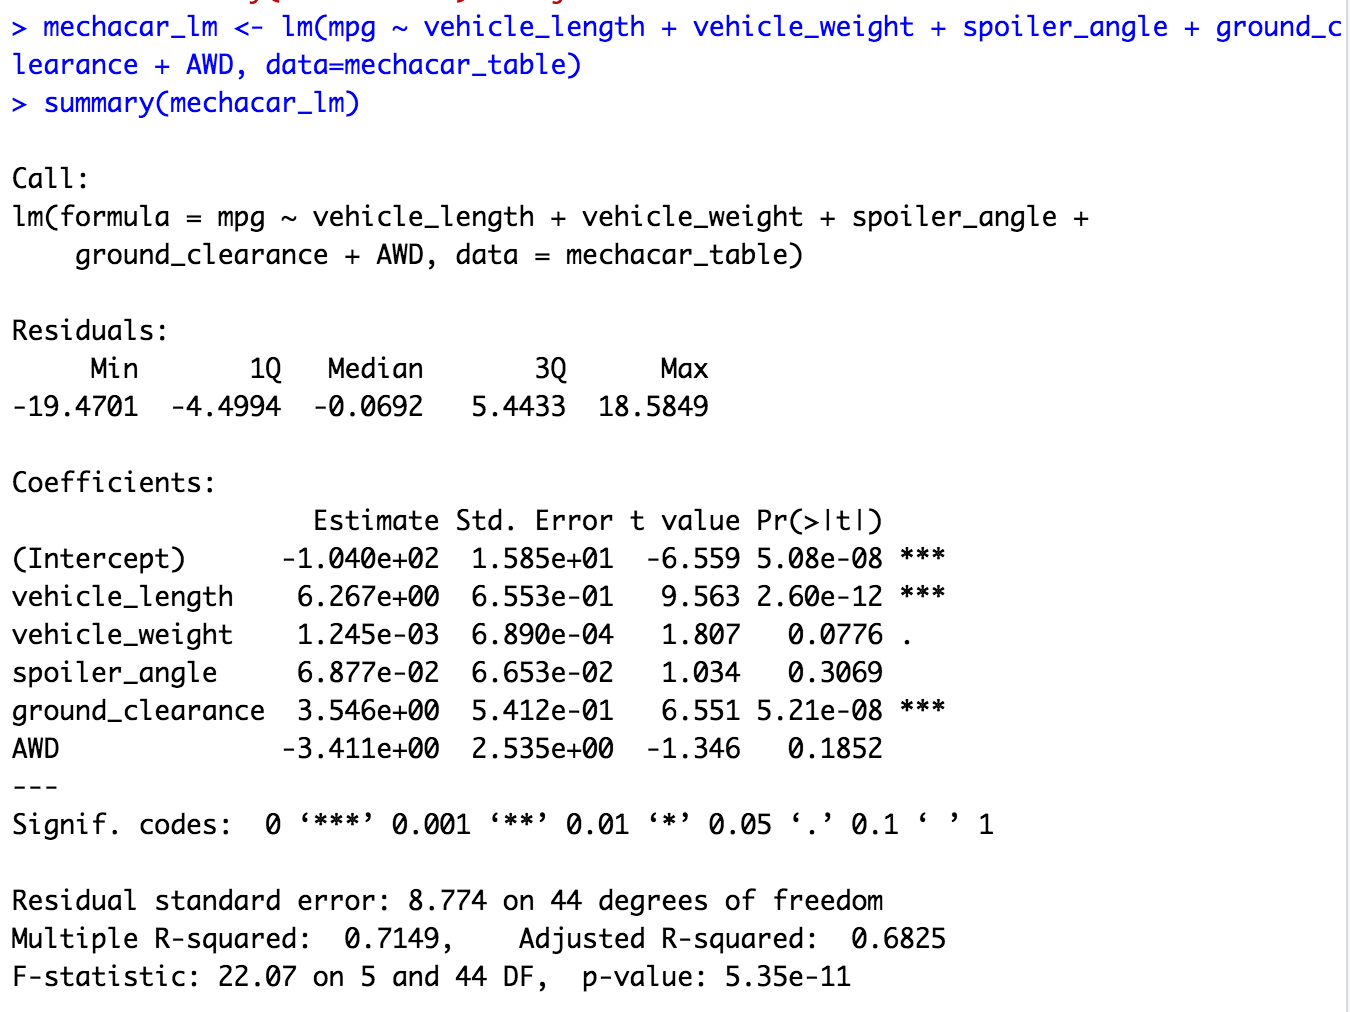 > mechacar_lm <- lm(mpg ~ vehicle_length + vehicle_weight + spoiler_angle + ground_c
learance + AWD, data=mechacar_table)
> summary(mechacar_lm)
Call:
lm(formula = mpg ~ vehicle_length + vehicle_weight + spoiler_angle +
    ground_clearance + AWD, data = mechacar_table)
Residuals:
     Min       1Q   Median       3Q      Max
-19.4701  -4.4994  -0.0692   5.4433  18.5849
Coefficients:
                   Estimate Std. Error t value Pr(>|t|)
(Intercept)      -1.040e+02  1.585e+01  -6.559 5.08e-08 ***
vehicle_length    6.267e+00  6.553e-01   9.563 2.60e-12 ***
vehicle_weight    1.245e-03  6.890e-04   1.807   0.0776 .
spoiler_angle     6.877e-02  6.653e-02   1.034   0.3069
ground_clearance  3.546e+00  5.412e-01   6.551 5.21e-08 ***
AWD              -3.411e+00  2.535e+00  -1.346   0.1852
---
Signif. codes:  0 ‘***’ 0.001 ‘**’ 0.01 ‘*’ 0.05 ‘.’ 0.1 ‘ ’ 1
Residual standard error: 8.774 on 44 degrees of freedom
Multiple R-squared:  0.7149,    Adjusted R-squared:  0.6825
F-statistic: 22.07 on 5 and 44 DF,  p-value: 5.35e-11